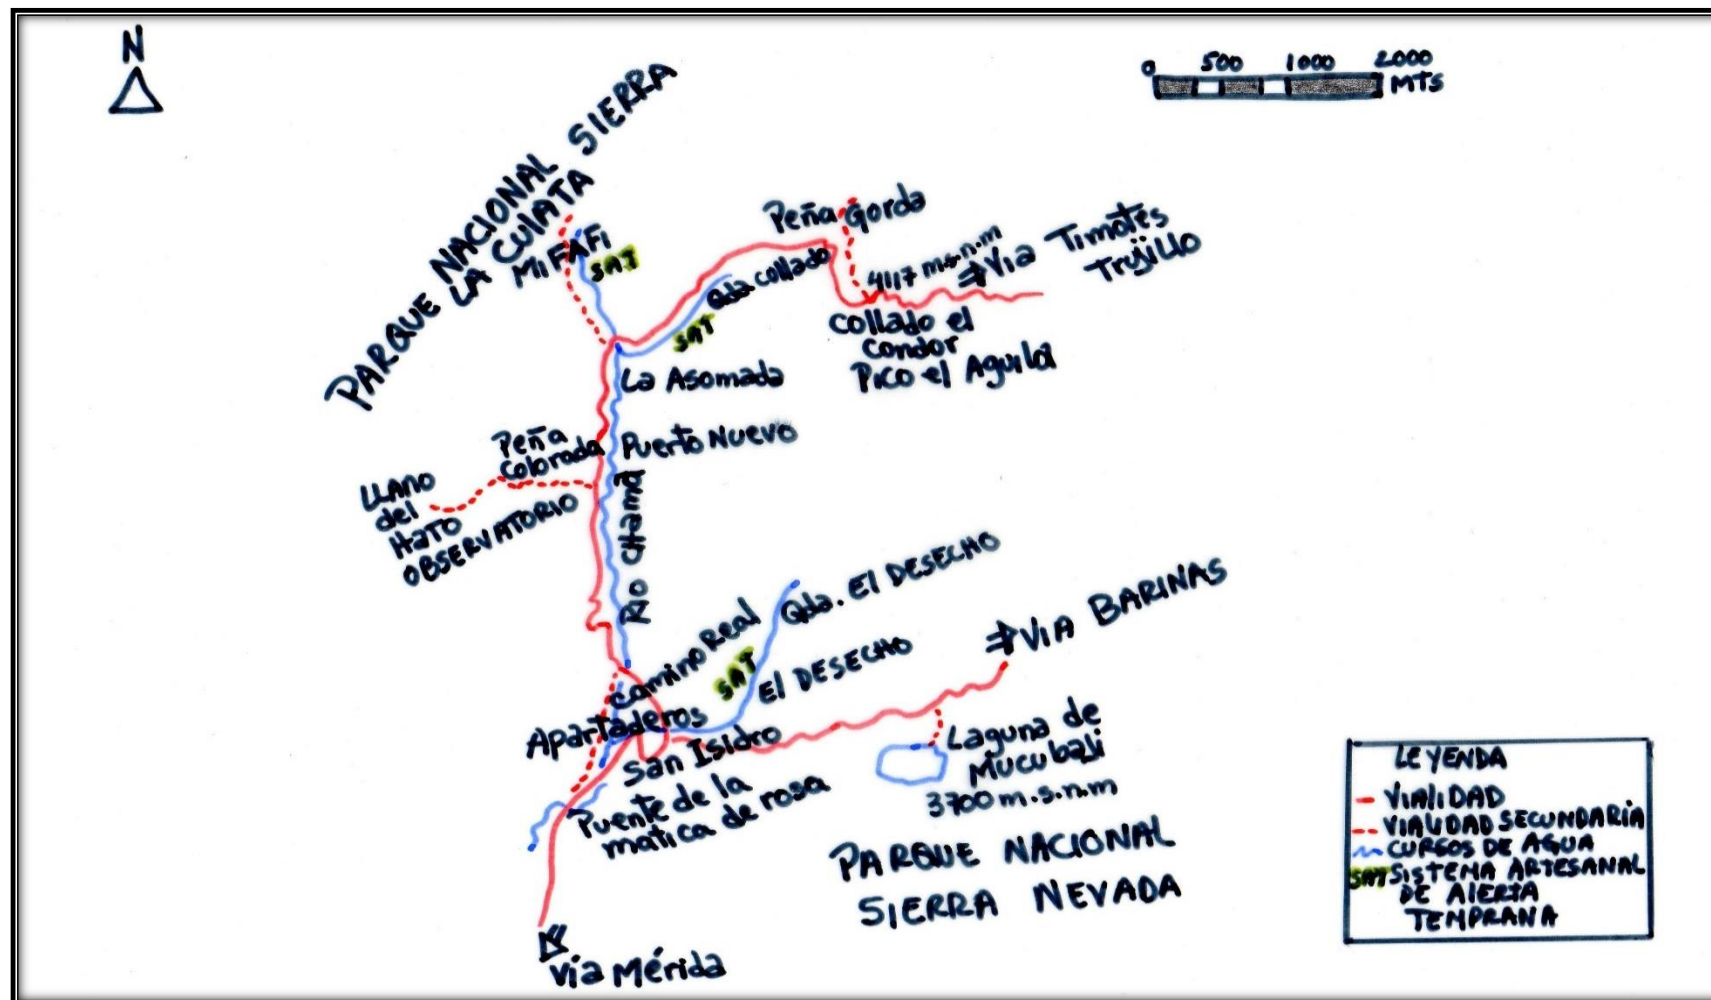 N
0 500 1000 2000
MTS
PARQUE NACIONAL SIERRA
LA CULATA
MIFAFI
SAT
Peña Gorda
Qda collado
SAT
4117 m.s.n.m
Via Timotes
Trujillo
Collado el
Condor
Pico el Aguila
La Asomada
Peña
Colorada
Puerto Nuevo
LLANO
del
HATO
OBSERVATORIO
Rio CHama
Camino Real
SAT
Qda. El DESECHO
El DESECHO
VIA BARINAS
Apartaderos
San Isidro
Puente de la
matica de rosa
Laguna de
Mucubali
3700 m.s.n.m
PARQUE NACIONAL
SIERRA NEVADA
Via Mérida
LEYENDA
VIALIDAD
VIALIDAD SECUNDARIA
CURSOS DE AGUA
SAT SISTEMA ARTESANAL
DE AlERTA
TEMPRANA